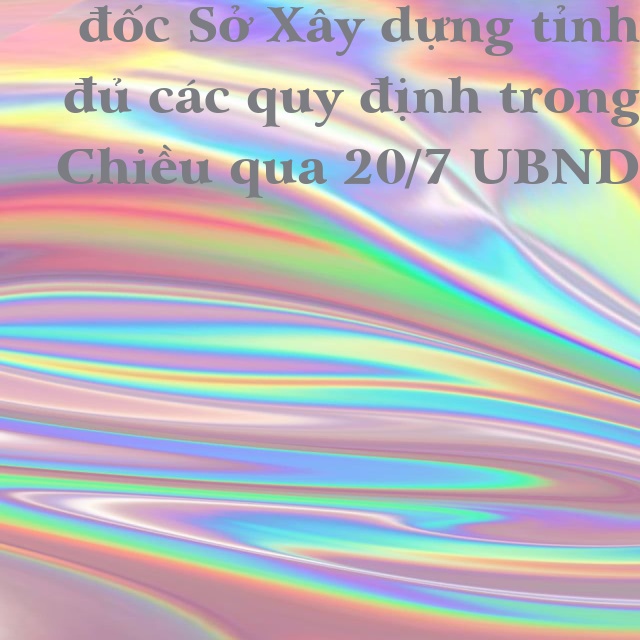 đốc Sở Xây dựng tỉnh
đủ các quy định trong
Chiều qua 20/7 UBND